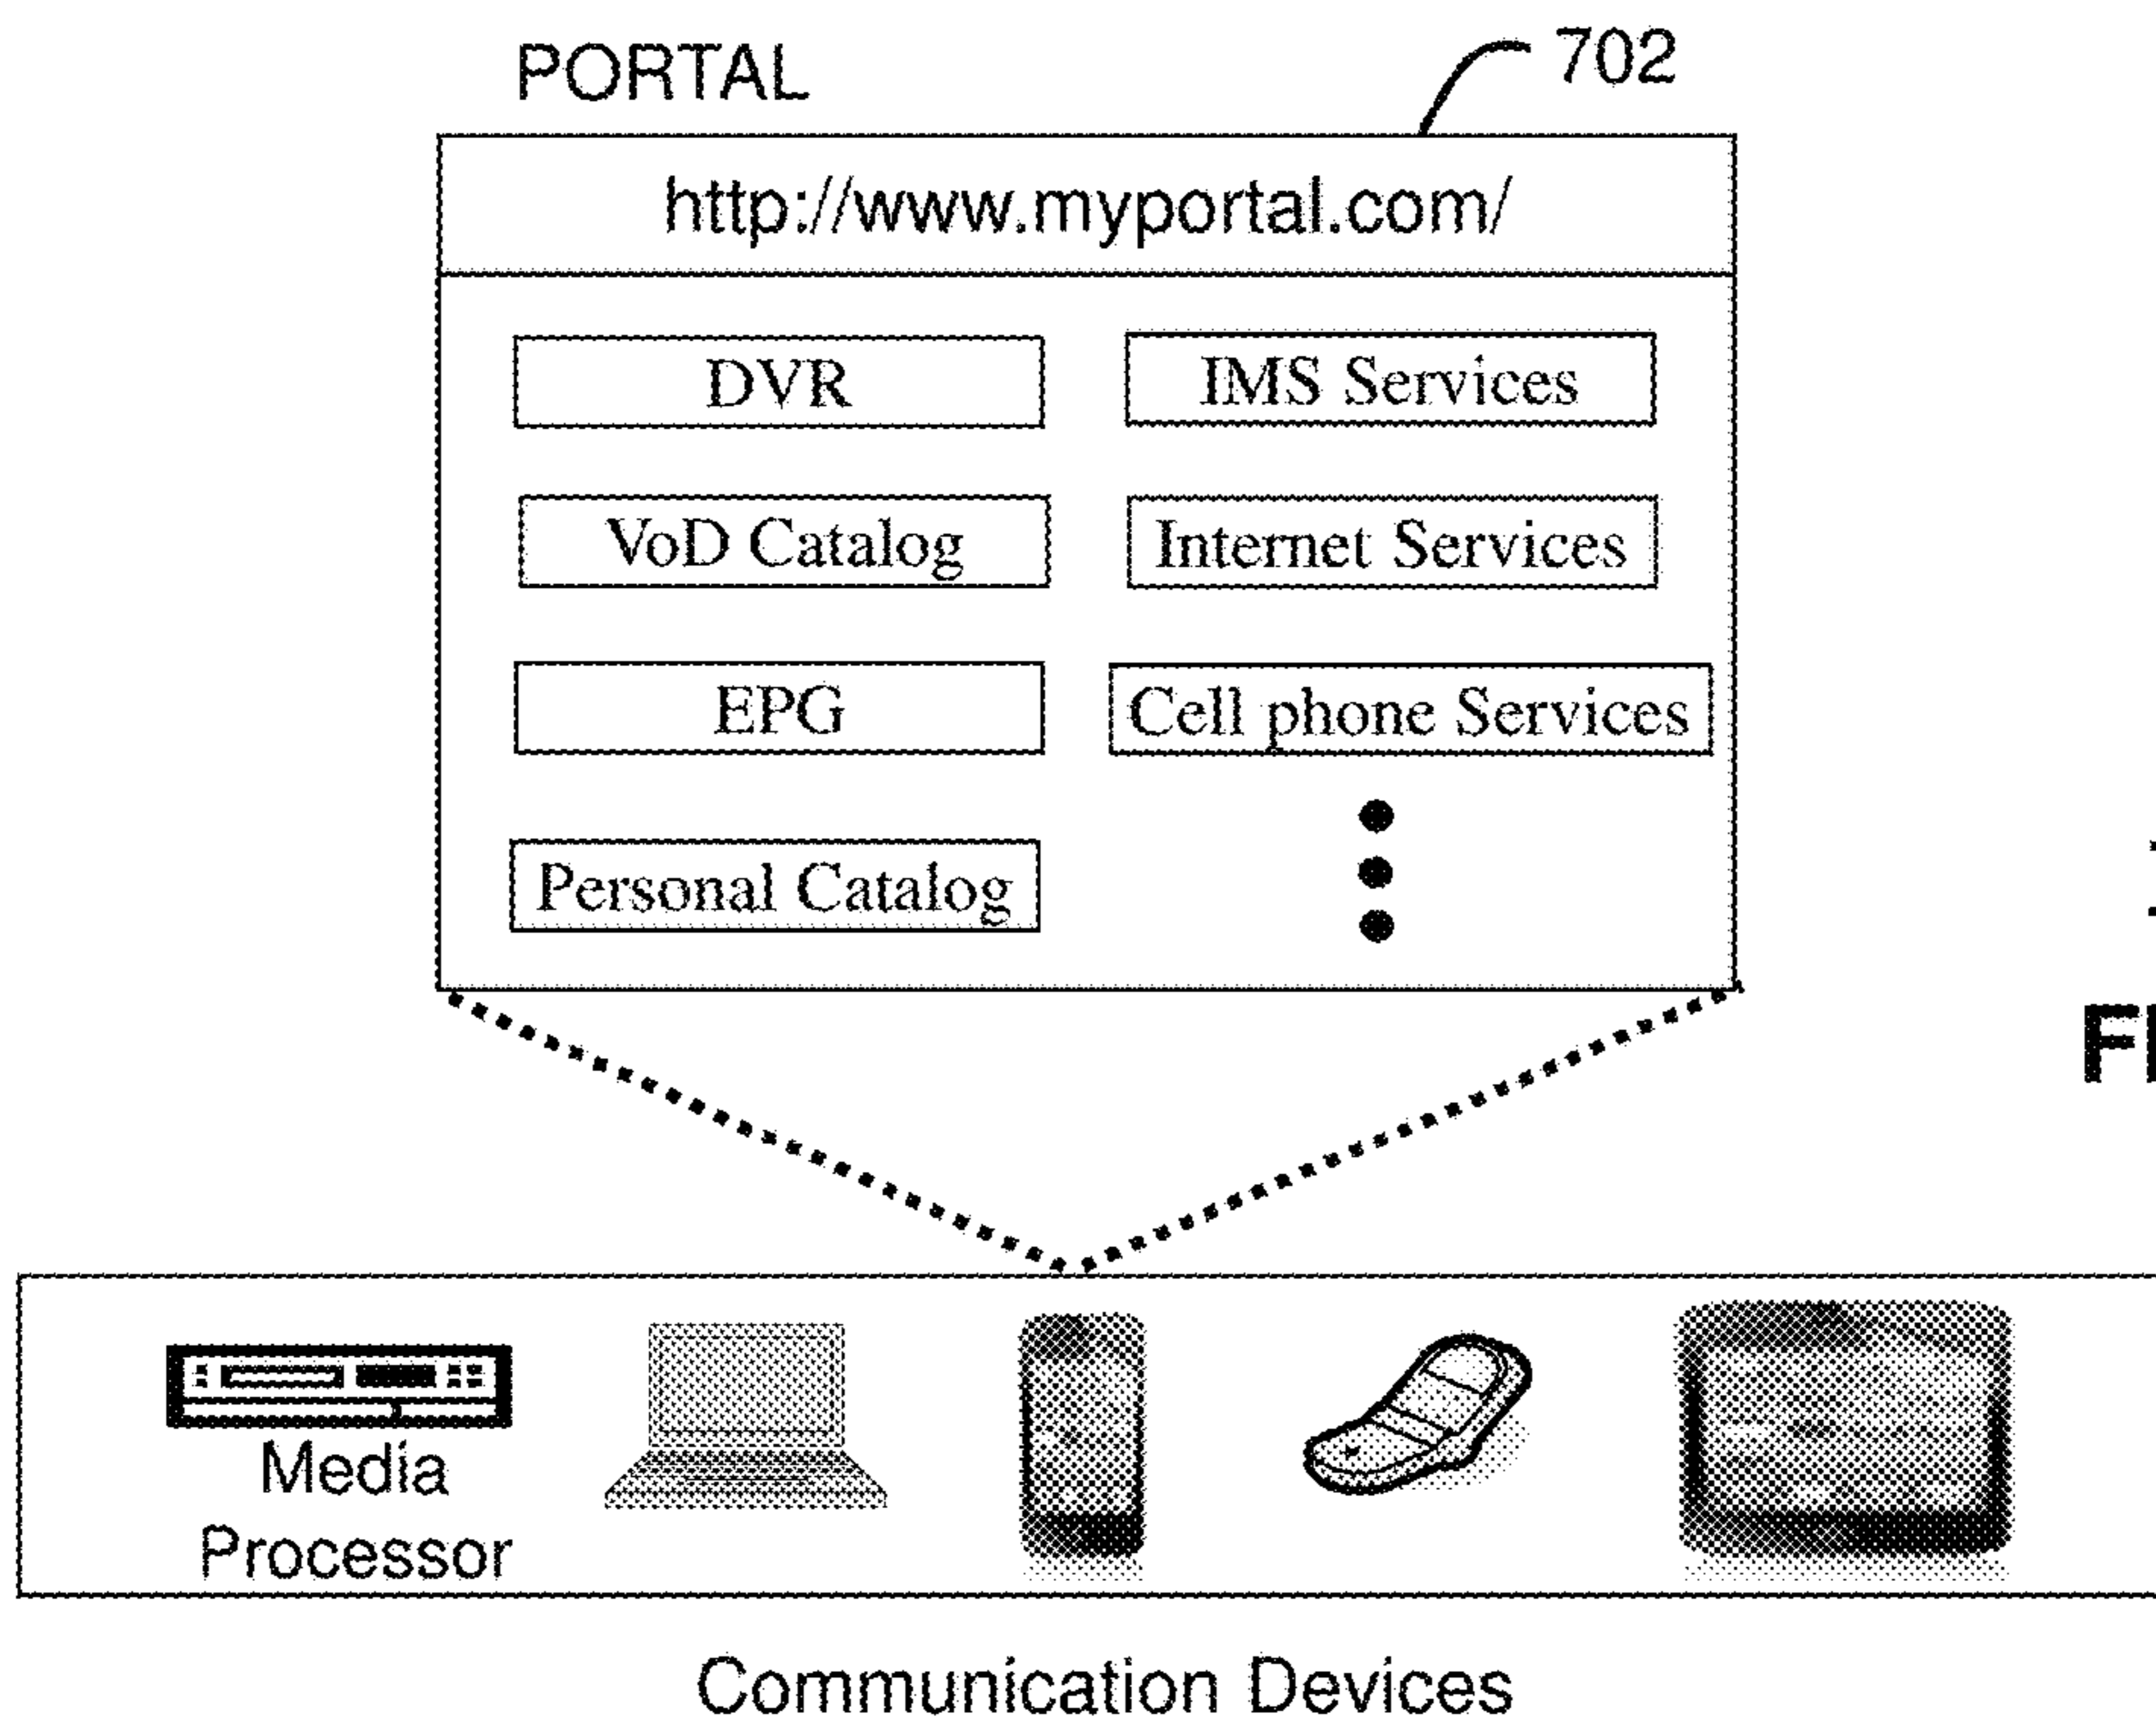 PORTAL
702
http://www.myportal.com/
DVR
IMS Services
VoD Catalog
Internet Services
EPG
Cell phone Services
Personal Catalog
Media
Processor
Communication Devices